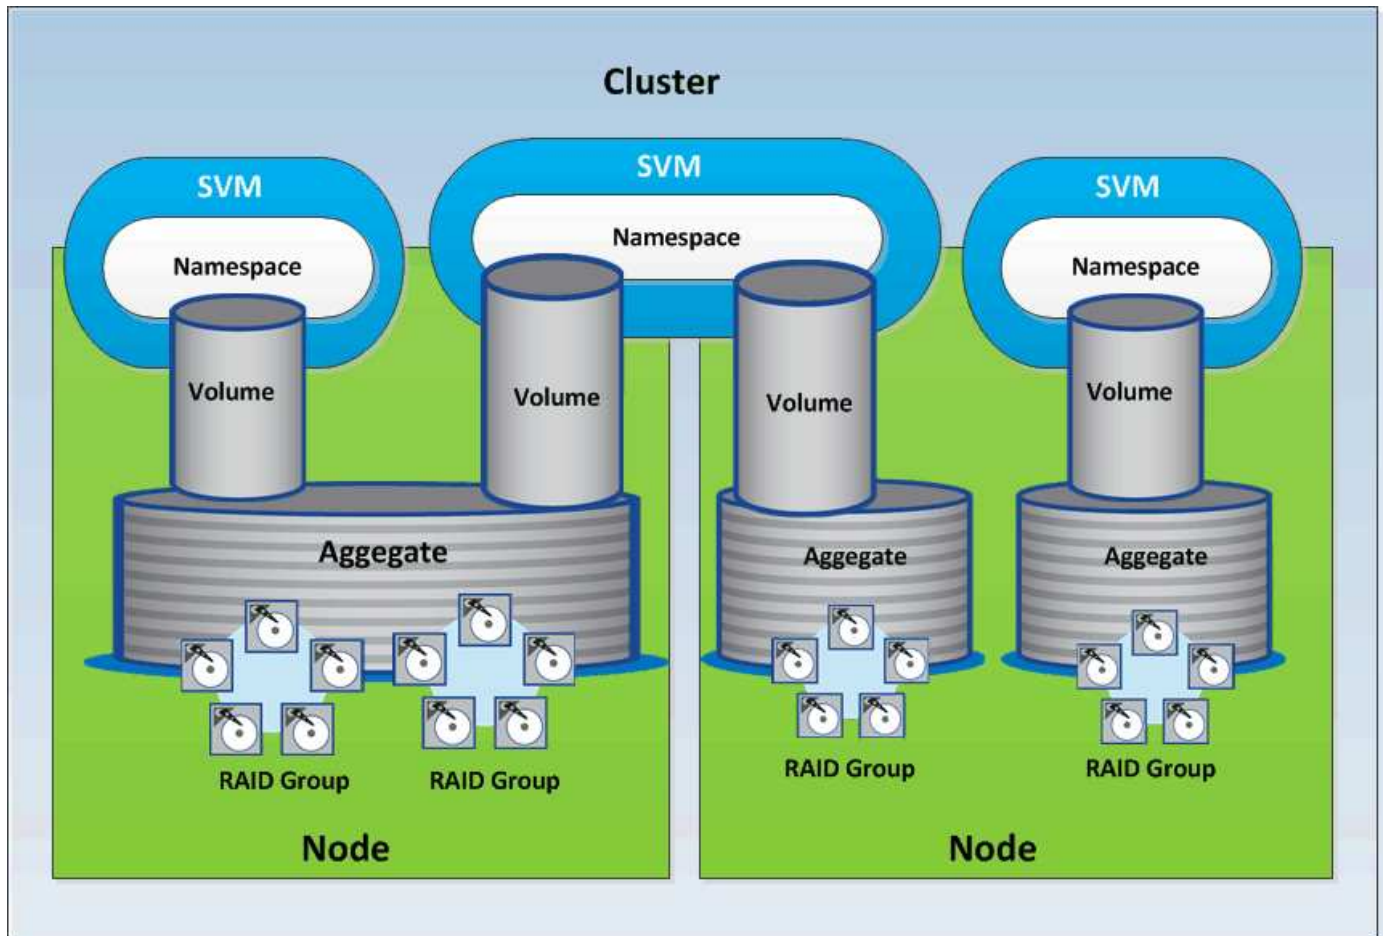 Cluster
SVM
SVM
SVM
Namespace
Namespace
Namespace
Volume
Volume
Volume
Volume
Aggegate
Aggegate
Aggegate
RAID Group
RAID Group
RAID Group
RAID Group
Node
Node